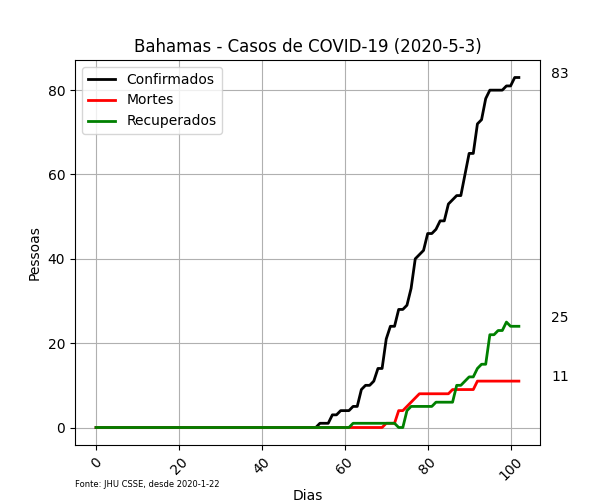 Bahamas - Casos de COVID-19 (2020-5-3)
Confirmados
Mortes
Recuperados
83
25
11
Pessoas
80
60
40
20
0
0 20 40 60 80 100
Fonte: JHU CSSE, desde 2020-1-22
Dias